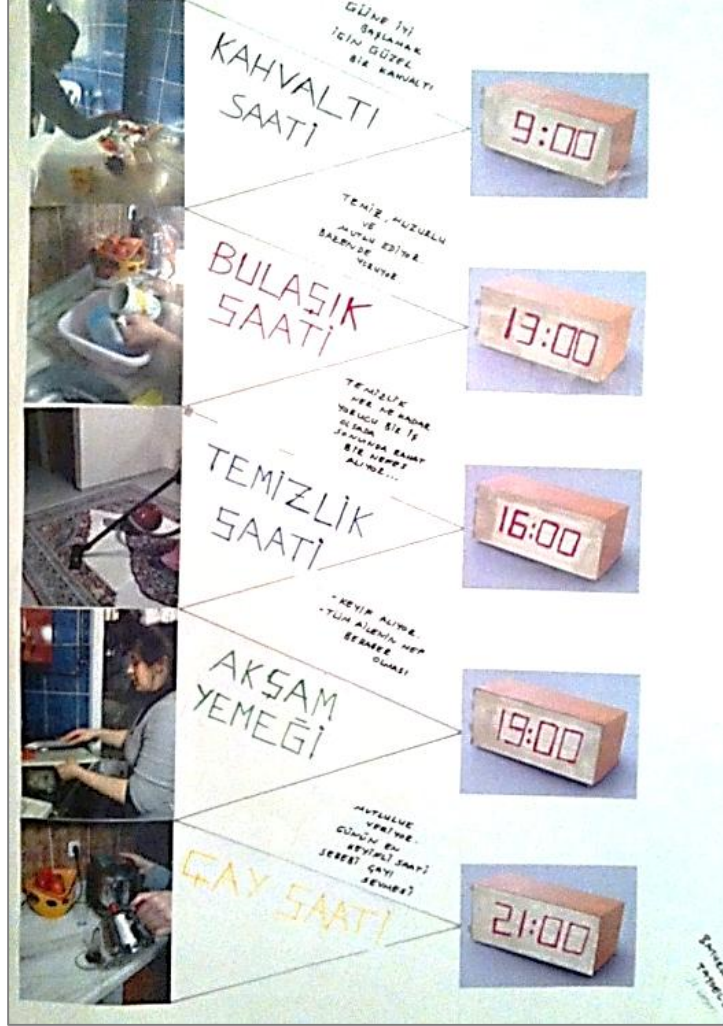 GÜNE İYİ
BAŞLAMAK
İÇİN GÜZEL
BİR KAHVALTI
KAHVALTI
SAATİ
9:00
TEMİZ, HUZURLU
VE
MUTLU EDİYOR.
BAZENDE
YORUYOR
BULAŞIK
SAATİ
13:00
TEMİZLİK
HER NE KADAR
YORUCU BİR İŞ
OLSADA
SONUNDA RAHAT
BİR NEFES
ALIYOR...
TEMİZLİK
SAATİ
16:00
- KEYİF ALIYOR.
- TÜM AİLENİN HEP
BERABER
OLMASI
AKŞAM
YEMEĞİ
19:00
MUTLULUK
VERİYOR.
GÜNÜN EN
KEYİFLİ SAATİ
SEBEBİ ÇAYI
SEVMESİ
ÇAY SAATİ
21:00